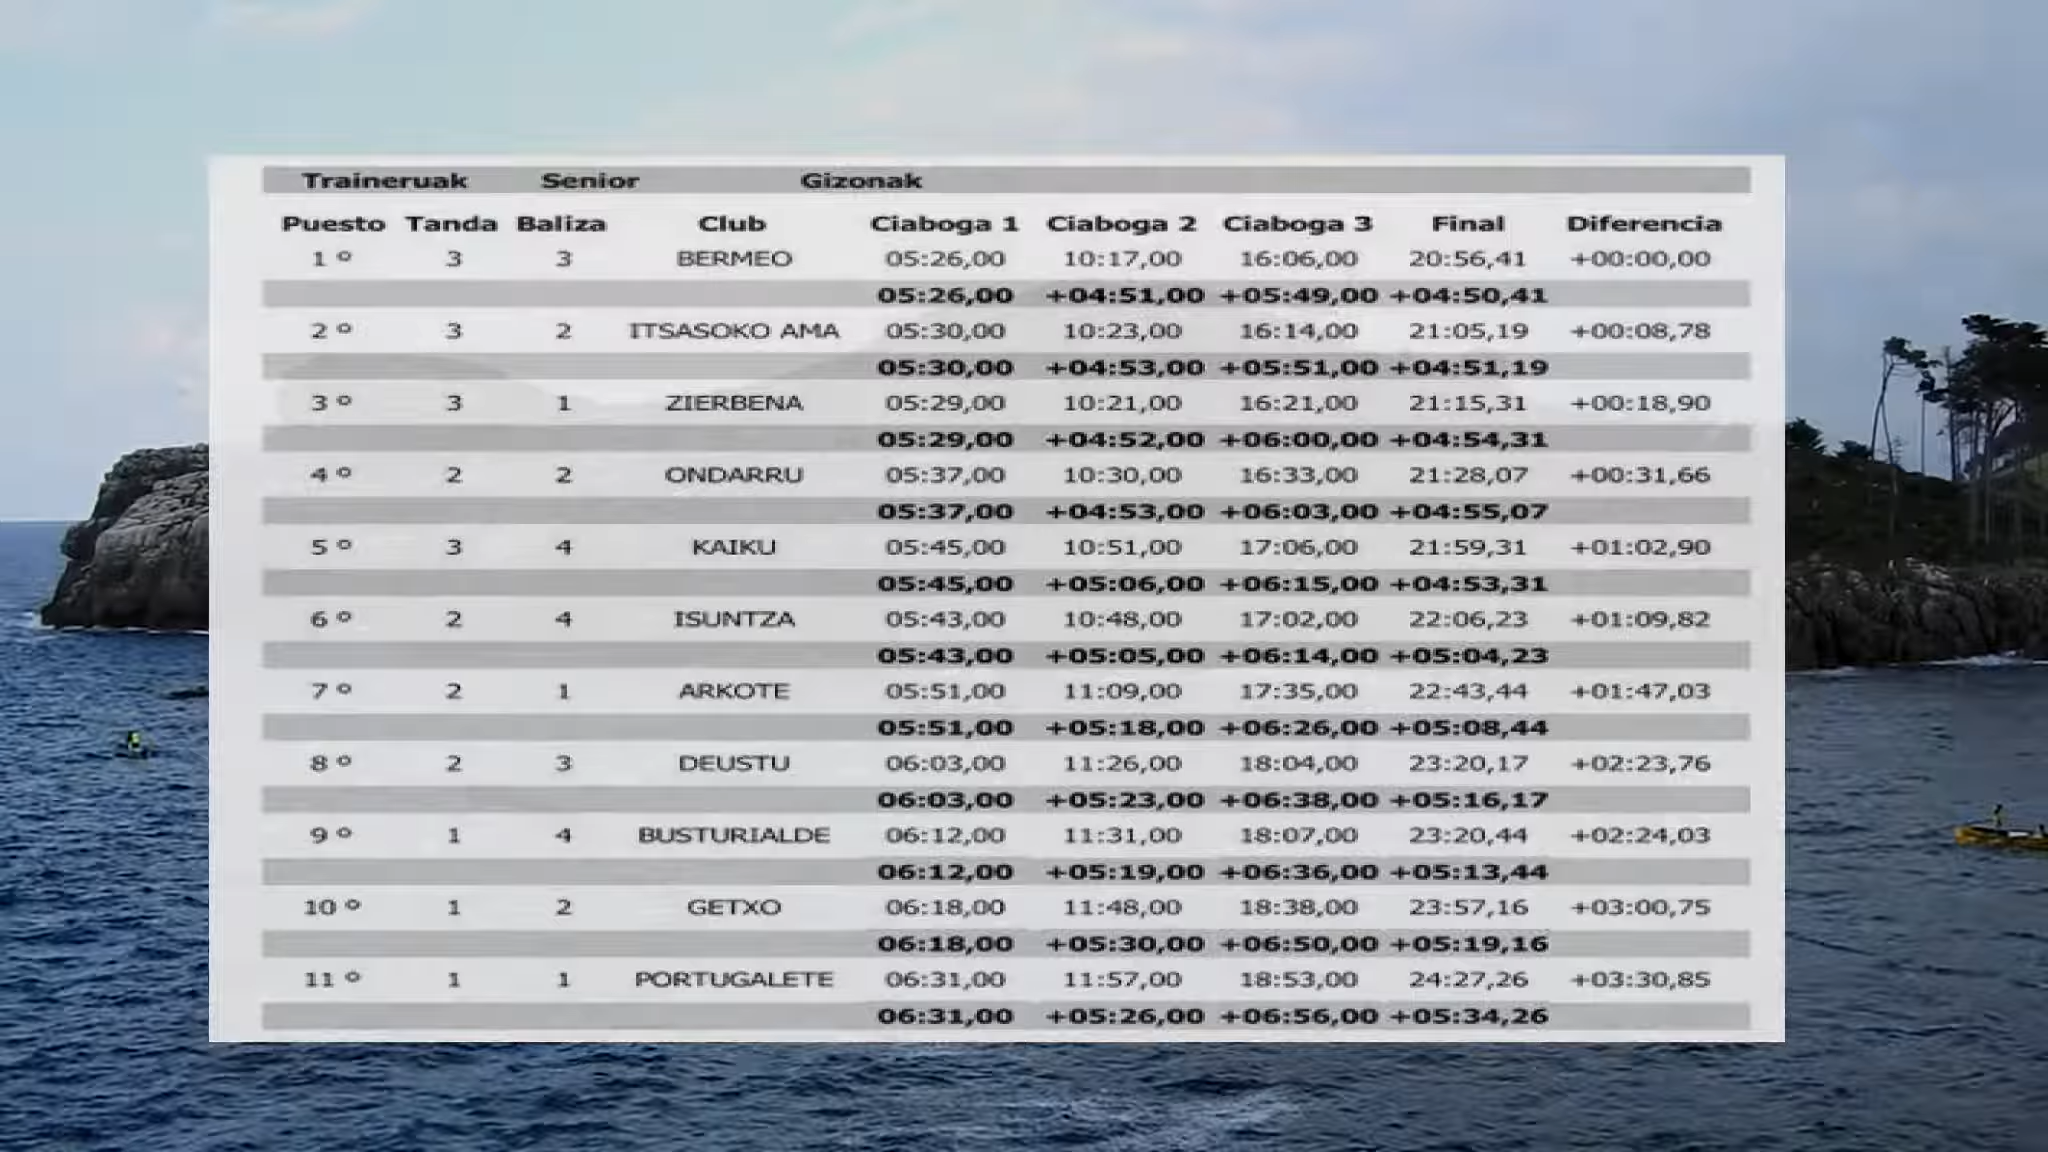 Traineruak Senior Gizonak
Puesto Tanda Baliza Club Ciaboga 1 Ciaboga 2 Ciaboga 3 Final Diferencia
1 º 3 3 BERMEO 05:26,00 10:17,00 16:06,00 20:56,41 +00:00,00
05:26,00 +04:51,00 +05:49,00 +04:50,41
2 º 3 2 ITSASOKO AMA 05:30,00 10:23,00 16:14,00 21:05,19 +00:08,78
05:30,00 +04:53,00 +05:51,00 +04:51,19
3 º 3 1 ZIERBENA 05:29,00 10:21,00 16:21,00 21:15,31 +00:18,90
05:29,00 +04:52,00 +06:00,00 +04:54,31
4 º 2 2 ONDARRU 05:37,00 10:30,00 16:33,00 21:28,07 +00:31,66
05:37,00 +04:53,00 +06:03,00 +04:55,07
5 º 3 4 KAIKU 05:45,00 10:51,00 17:06,00 21:59,31 +01:02,90
05:45,00 +05:06,00 +06:15,00 +04:53,31
6 º 2 4 ISUNTZA 05:43,00 10:48,00 17:02,00 22:06,23 +01:09,82
05:43,00 +05:05,00 +06:14,00 +05:04,23
7 º 2 1 ARKOTE 05:51,00 11:09,00 17:35,00 22:43,44 +01:47,03
05:51,00 +05:18,00 +06:26,00 +05:08,44
8 º 2 3 DEUSTU 06:03,00 11:26,00 18:04,00 23:20,17 +02:23,76
06:03,00 +05:23,00 +06:38,00 +05:16,17
9 º 1 4 BUSTURIALDE 06:12,00 11:31,00 18:07,00 23:20,44 +02:24,03
06:12,00 +05:19,00 +06:36,00 +05:13,44
10 º 1 2 GETXO 06:18,00 11:48,00 18:38,00 23:57,16 +03:00,75
06:18,00 +05:30,00 +06:50,00 +05:19,16
11 º 1 1 PORTUGALETE 06:31,00 11:57,00 18:53,00 24:27,26 +03:30,85
06:31,00 +05:26,00 +06:56,00 +05:34,26